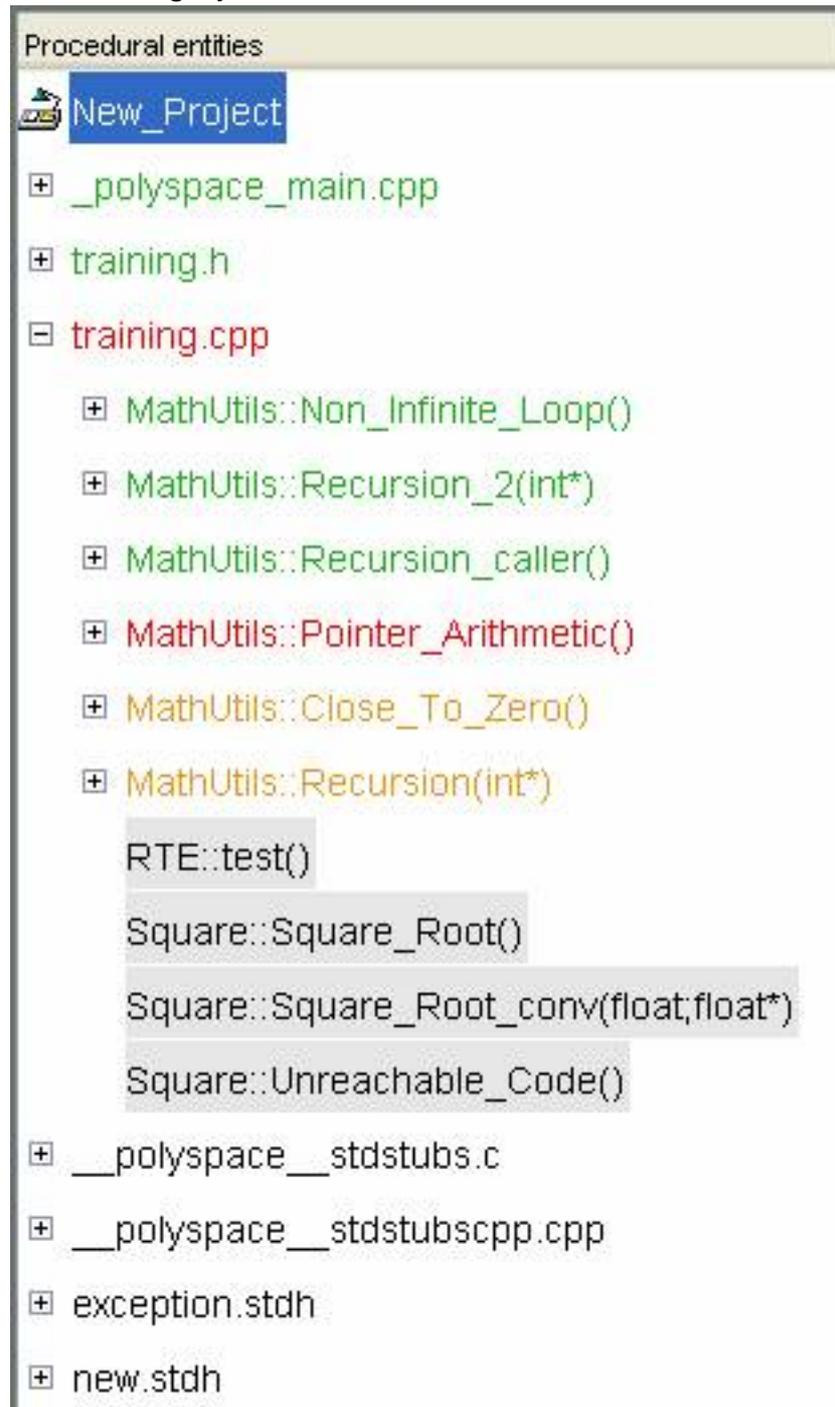 Procedural entities
New_Project
_polyspace_main.cpp
training.h
training.cpp
MathUtils::Non_Infinite_Loop()
MathUtils::Recursion_2(int*)
MathUtils::Recursion_caller()
MathUtils::Pointer_Arithmetic()
MathUtils::Close_To_Zero()
MathUtils::Recursion(int*)
RTE::test()
Square::Square_Root()
Square::Square_Root_conv(float;float*)
Square::Unreachable_Code()
__polyspace__stdstubs.c
__polyspace__stdstubscpp.cpp
exception.stdh
new.stdh